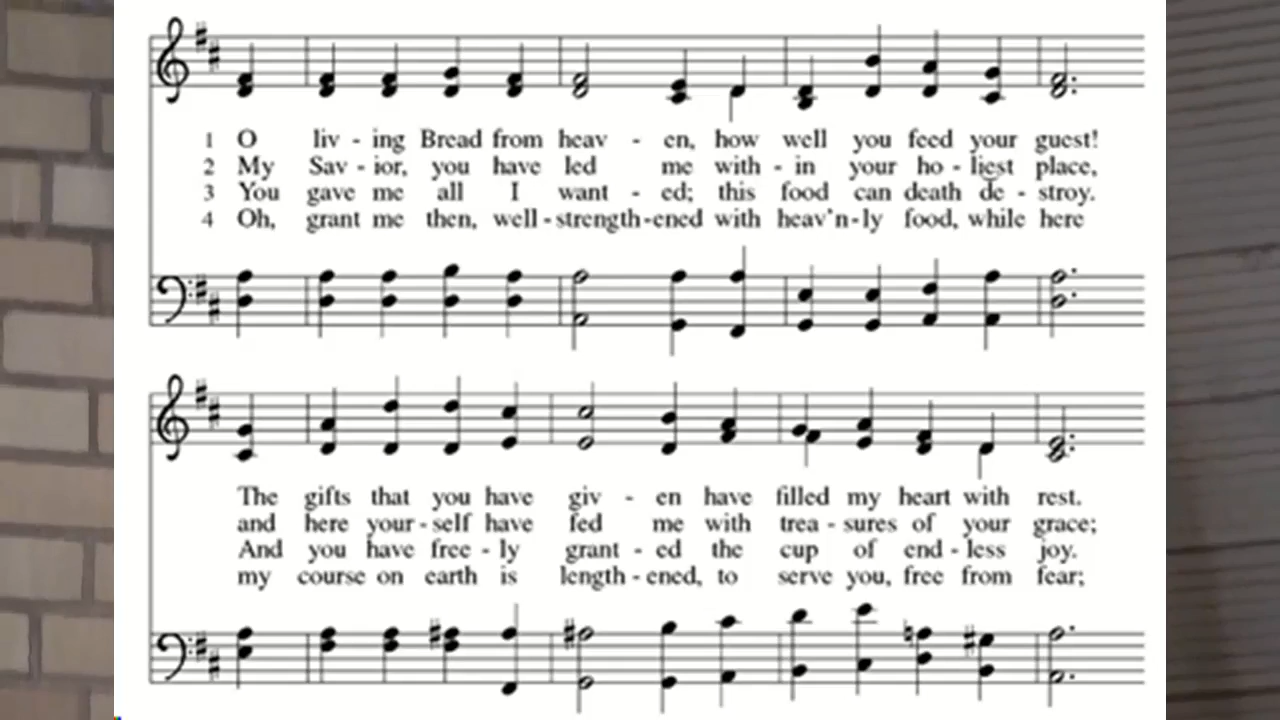 1 O liv - ing Bread from heav - en, how well you feed your guest!
2 My Sav - ior, you have led me with - in your ho - liest place,
3 You gave me all I want - ed; this food can death de - stroy.
4 Oh, grant me then, well - strength - ened with heav'n - ly food, while here
The gifts that you have giv - en have filled my heart with rest.
and here your - self have fed me with trea - sures of your grace;
And you have free - ly grant - ed the cup of end - less joy.
my course on earth is length - ened, to serve you, free from fear;